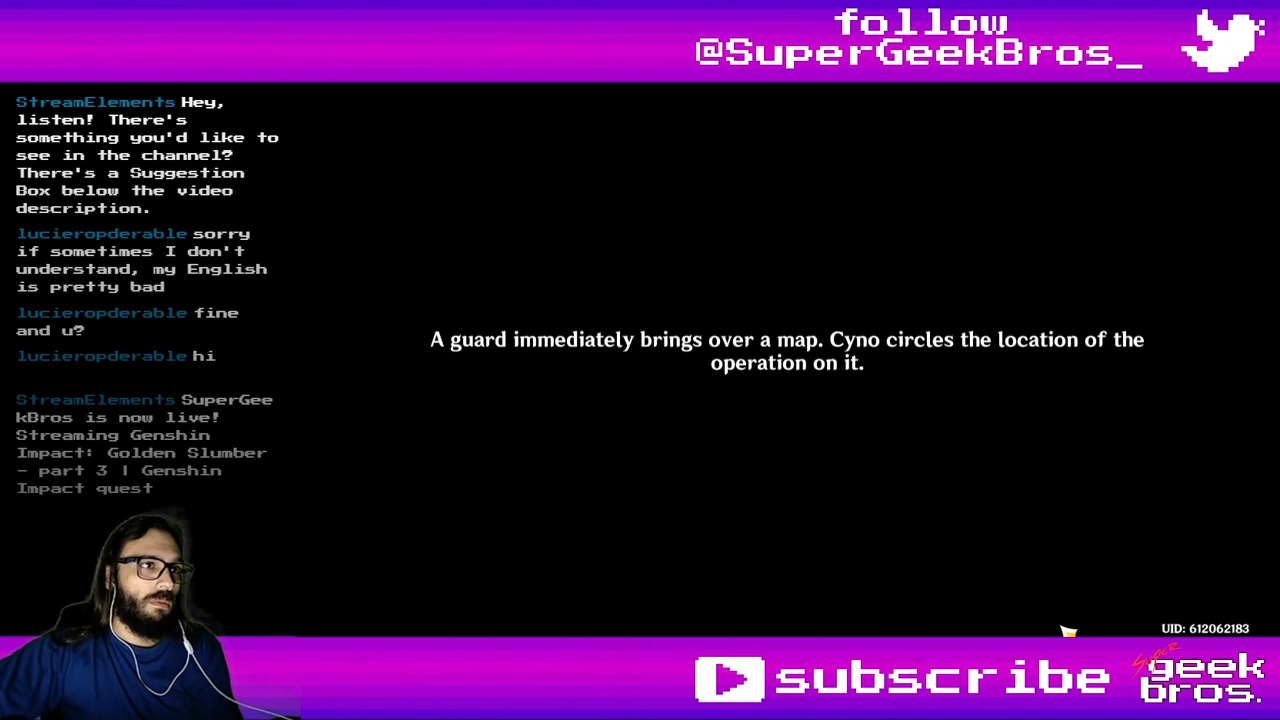 follow
@SuperGeekBros_
StreamElements Hey,
listen! There's
something you'd like to
see in the channel?
There's a Suggestion
Box below the video
description.
lucieropderable sorry
if sometimes I don't
understand, my English
is pretty bad
lucieropderable fine
and u?
lucieropderable hi
StreamElements SuperGee
kBros is now live!
Streaming Genshin
Impact: Golden Slumber
- part 3 | Genshin
Impact quest
A guard immediately brings over a map. Cyno circles the location of the
operation on it.
UID: 612062183
subscribe
SUPER
geek
bros.